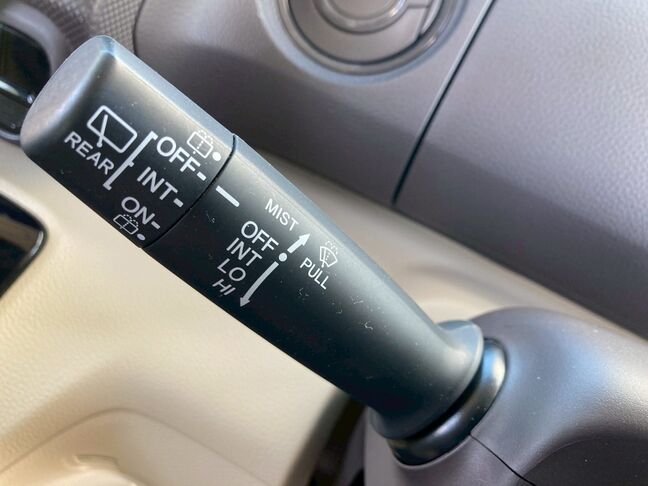 REAR
OFF
INT
ON
MIST
OFF
INT
LO
HI
PULL